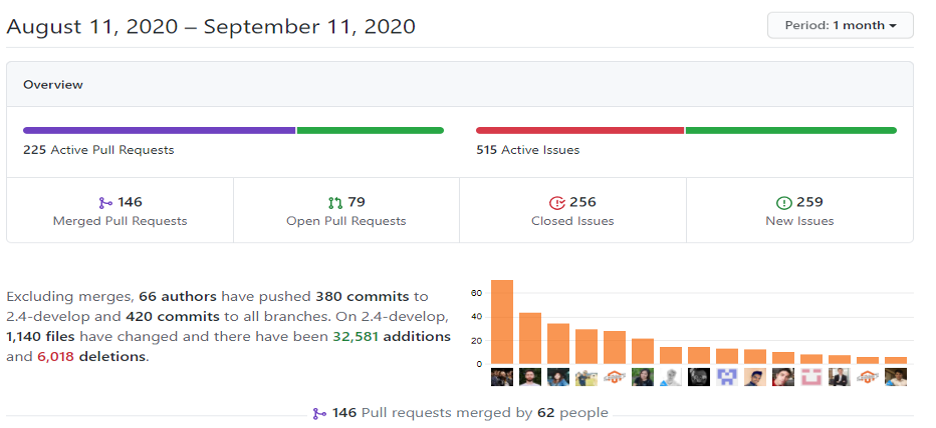 August 11, 2020 – September 11, 2020
Period: 1 month
Overview
225 Active Pull Requests
515 Active Issues
146
Merged Pull Requests
79
Open Pull Requests
256
Closed Issues
259
New Issues
Excluding merges, 66 authors have pushed 380 commits to
2.4-develop and 420 commits to all branches. On 2.4-develop,
1,140 files have changed and there have been 32,581 additions
and 6,018 deletions.
60
40
20
0
146 Pull requests merged by 62 people